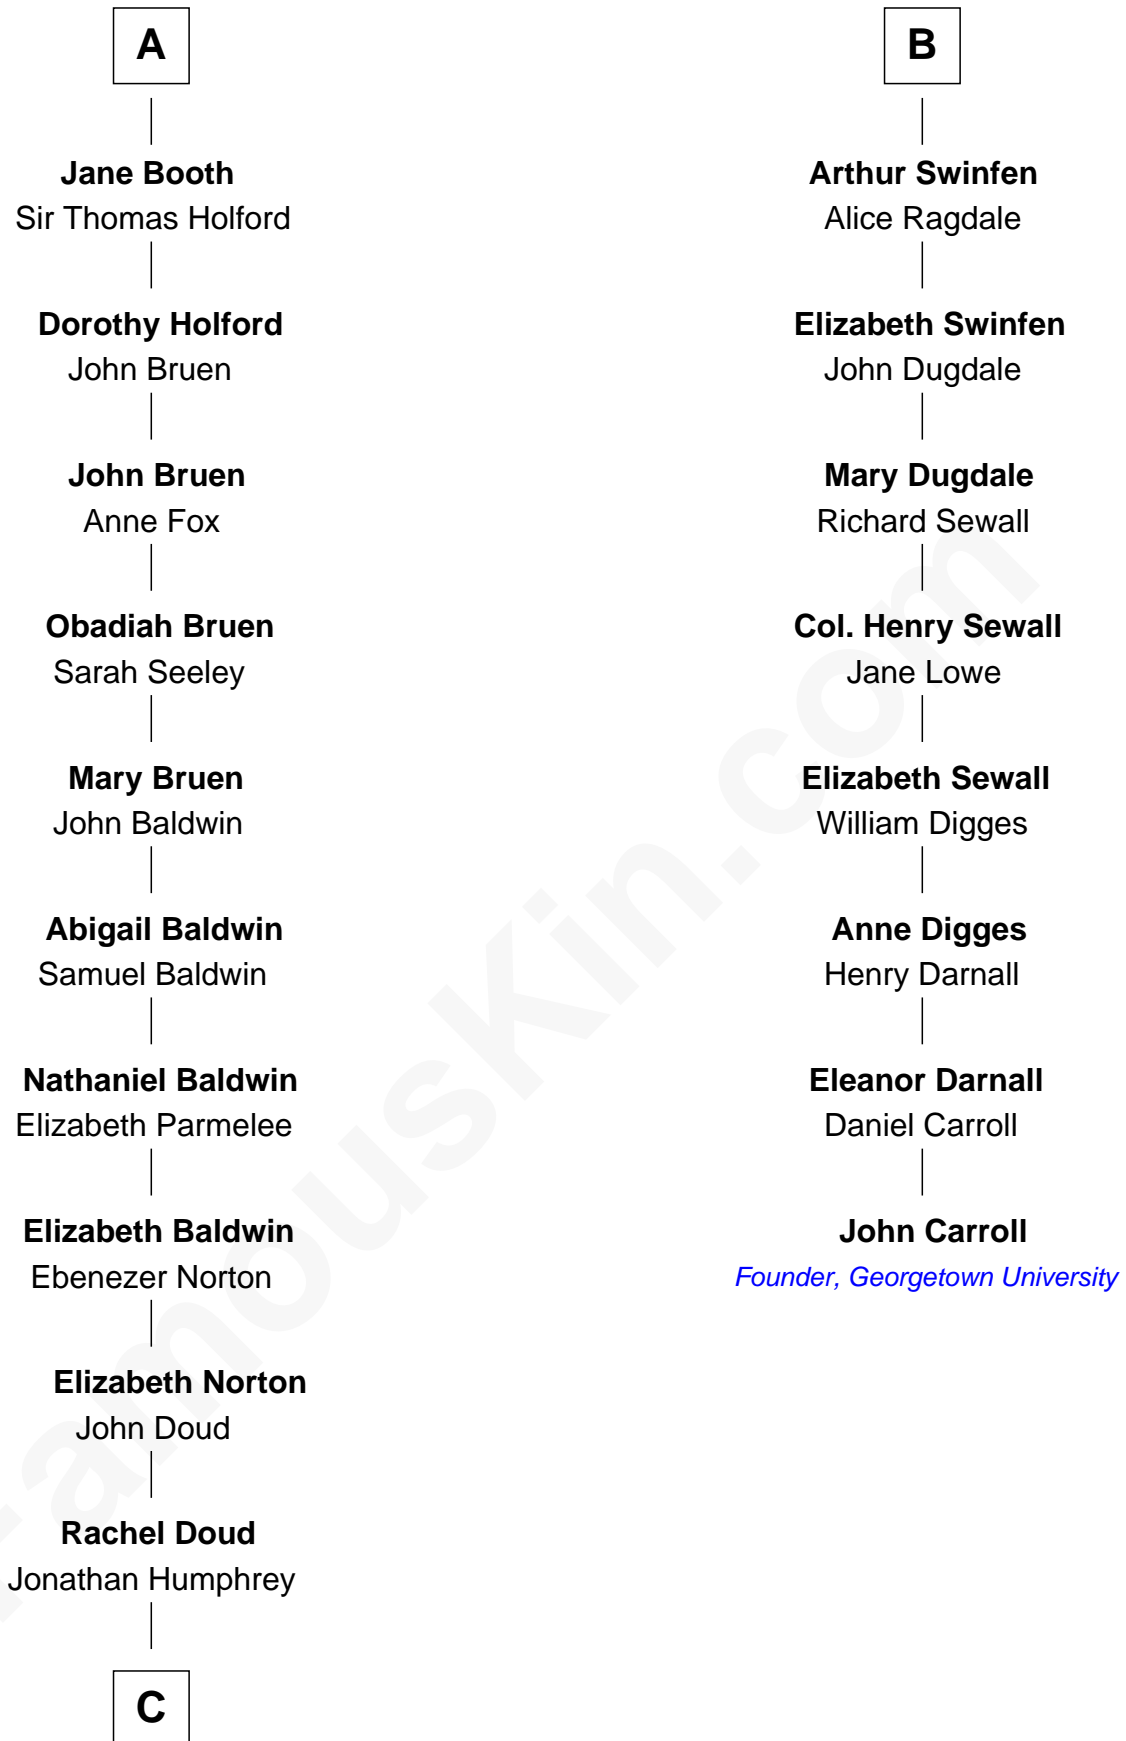 A
Jane Booth
Sir Thomas Holford
Dorothy Holford
John Bruen
John Bruen
Anne Fox
Obadiah Bruen
Sarah Seeley
Mary Bruen
John Baldwin
Abigail Baldwin
Samuel Baldwin
Nathaniel Baldwin
Elizabeth Parmelee
Elizabeth Baldwin
Ebenezer Norton
Elizabeth Norton
John Doud
Rachel Doud
Jonathan Humphrey
C
B
Arthur Swinfen
Alice Ragdale
Elizabeth Swinfen
John Dugdale
Mary Dugdale
Richard Sewall
Col. Henry Sewall
Jane Lowe
Elizabeth Sewall
William Digges
Anne Digges
Henry Darnall
Eleanor Darnall
Daniel Carroll
John Carroll
Founder, Georgetown University
FamousKin.com